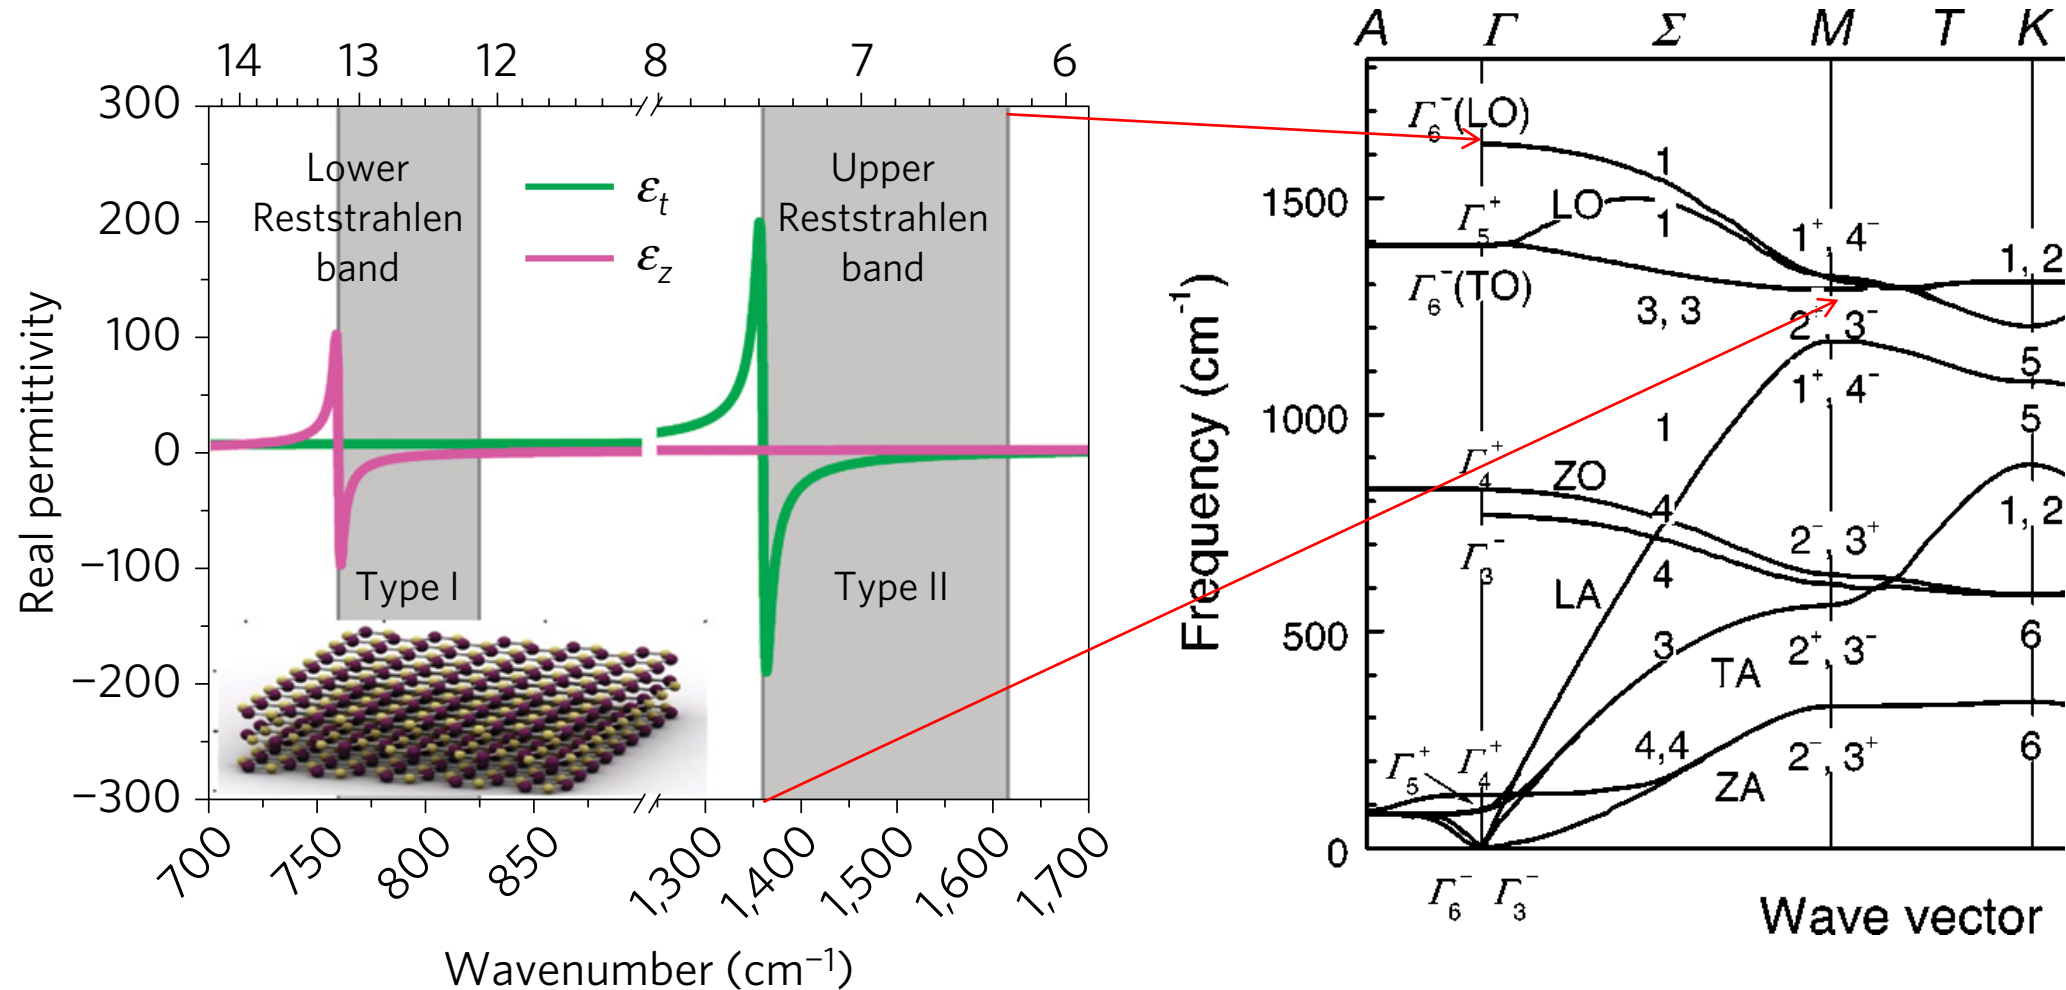 14 13 12 8 7 6
300
200
100
0
−100
−200
−300
Real permittivity
Lower
Reststrahlen
band
εt
εz
Upper
Reststrahlen
band
Type I
Type II
700 750 800 850 1,300 1,400 1,500 1,600 1,700
Wavenumber (cm−1)
A Γ Σ M T K
1500
1000
500
0
Frequency (cm-1)
Γ6−(LO)
1
Γ5+
LO
1
1+, 4−
1, 2
Γ6−(TO)
3, 3
2−, 3−
5
1+, 4−
5
1
Γ4+
ZO
4
1, 2
2−, 3+
Γ3−
4
LA
3
2+, 3−
6
TA
Γ5+
Γ4+
4,4
2−, 3+
6
ZA
Γ6− Γ3−
Wave vector